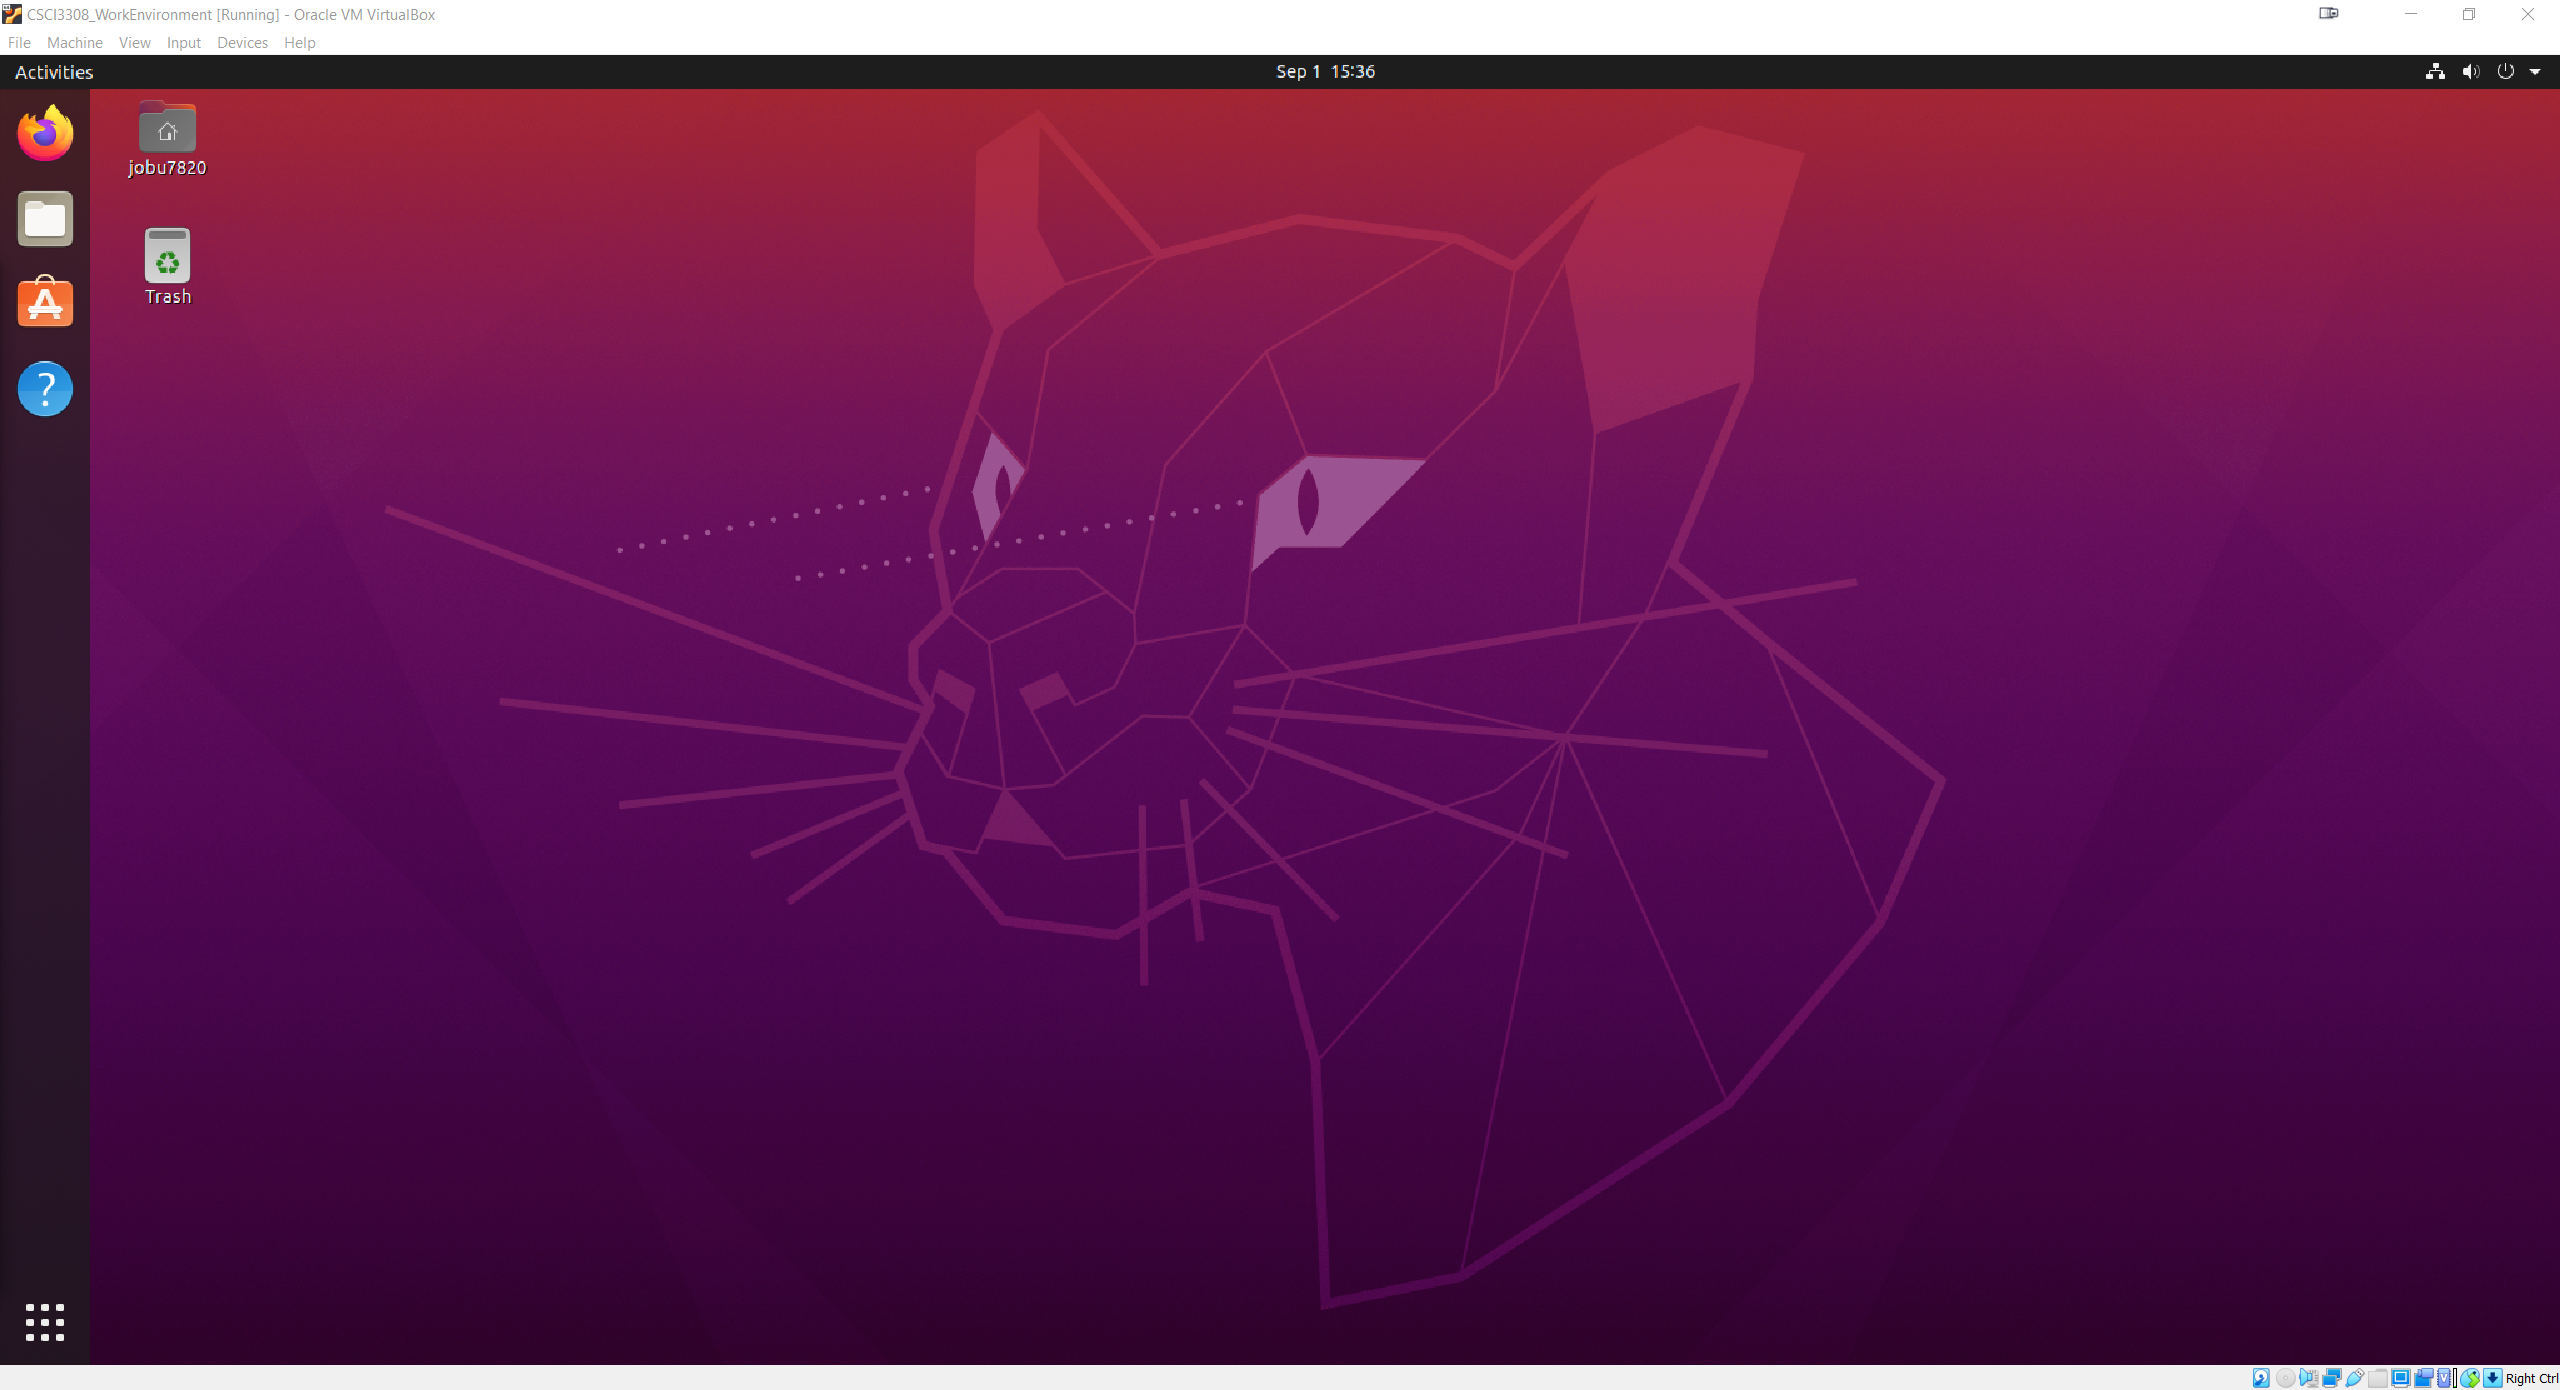 CSCI3308_WorkEnvironment [Running] - Oracle VM VirtualBox
File Machine View Input Devices Help
Activities Sep 1 15:36
jobu7820
Trash
Right Ctrl